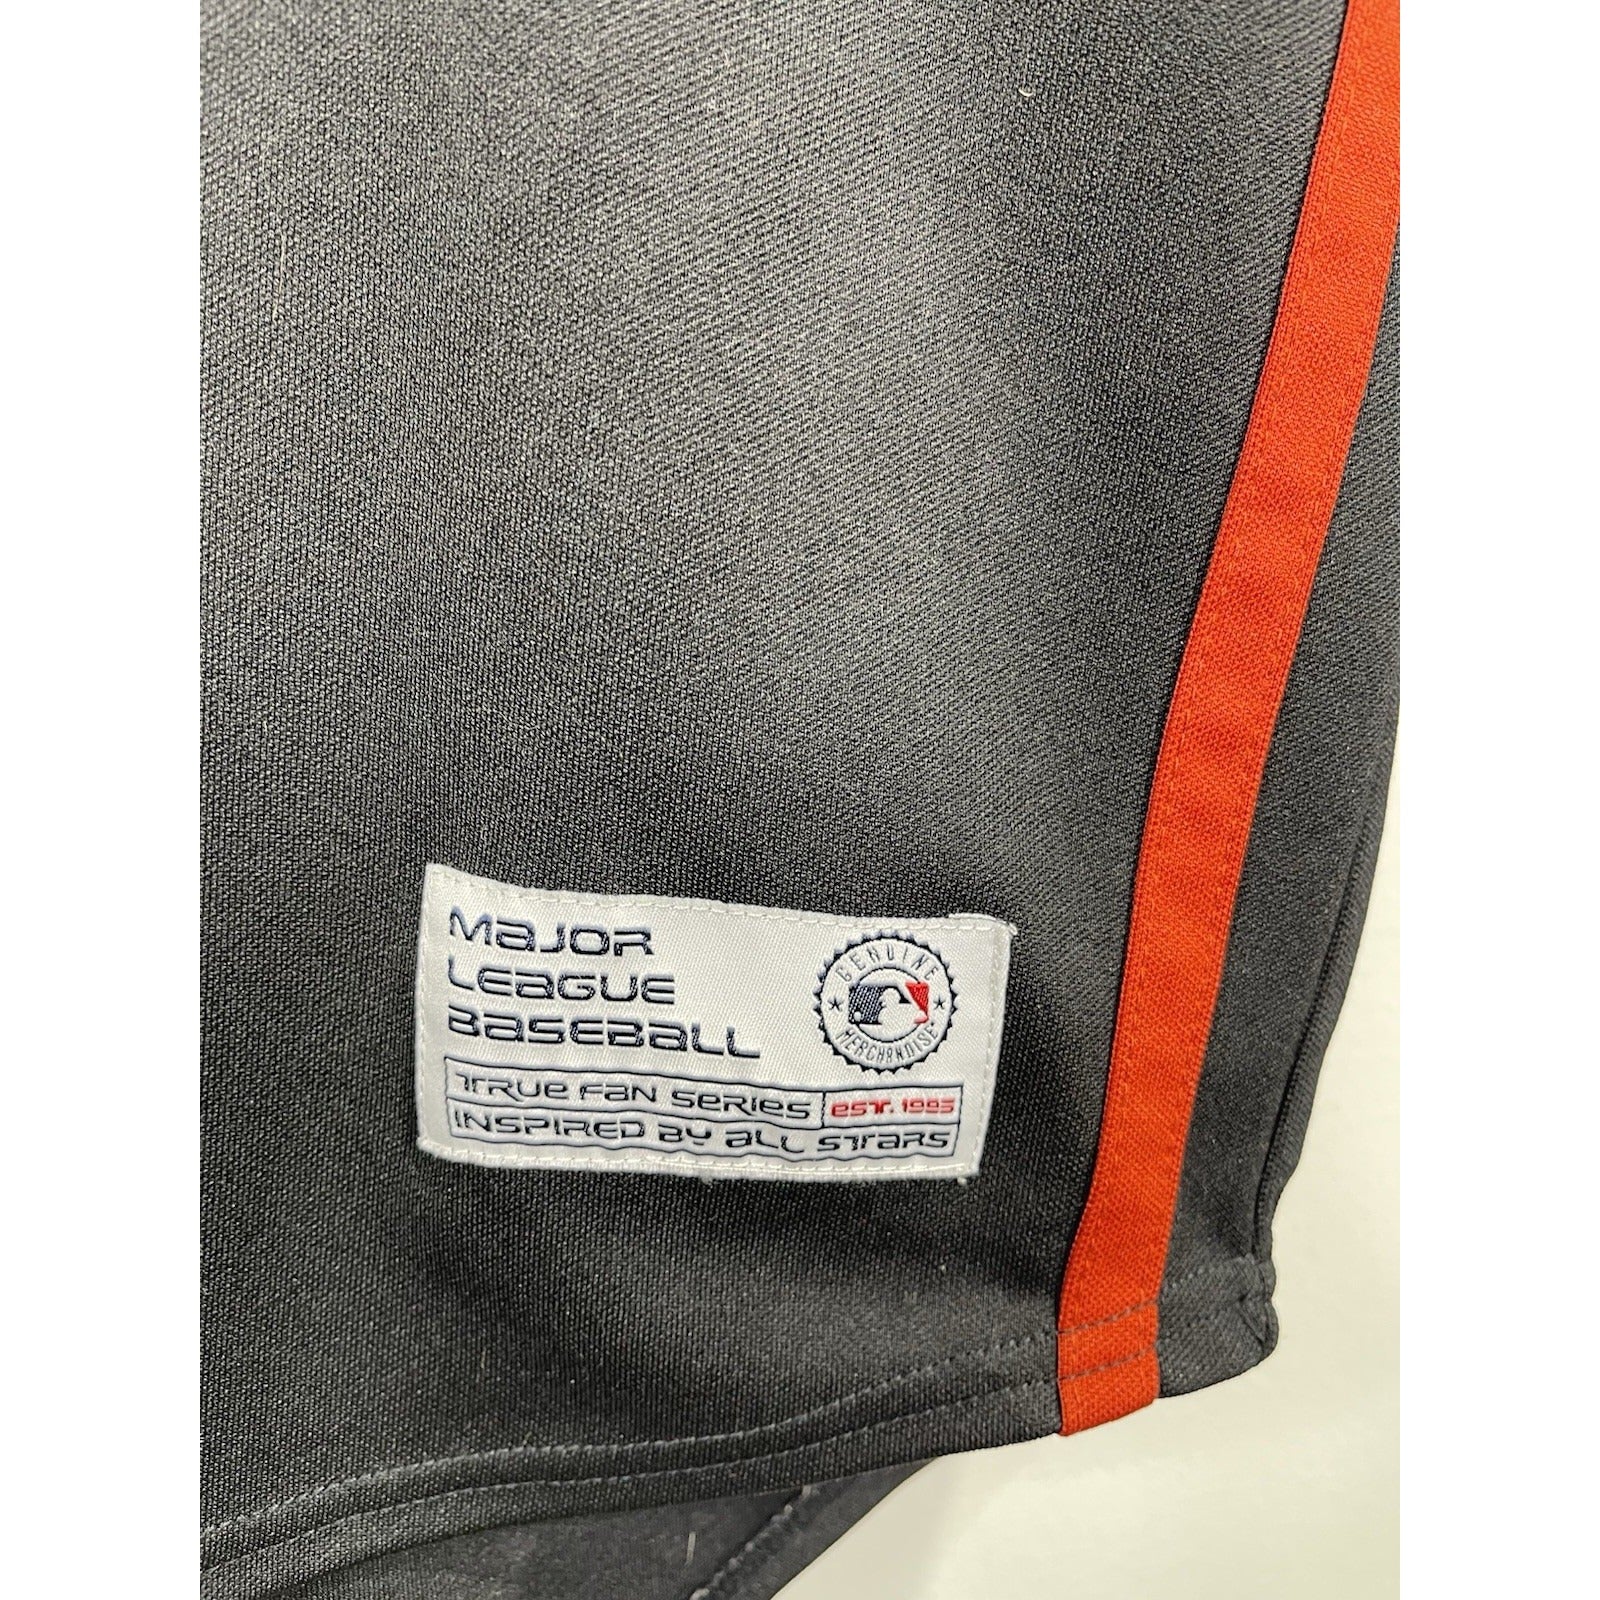 MAJOR
LEAGUE
BASEBALL
GENUINE
MERCHANDISE
TRUE FAN SERIES EST. 1995
INSPIRED BY ALL STARS